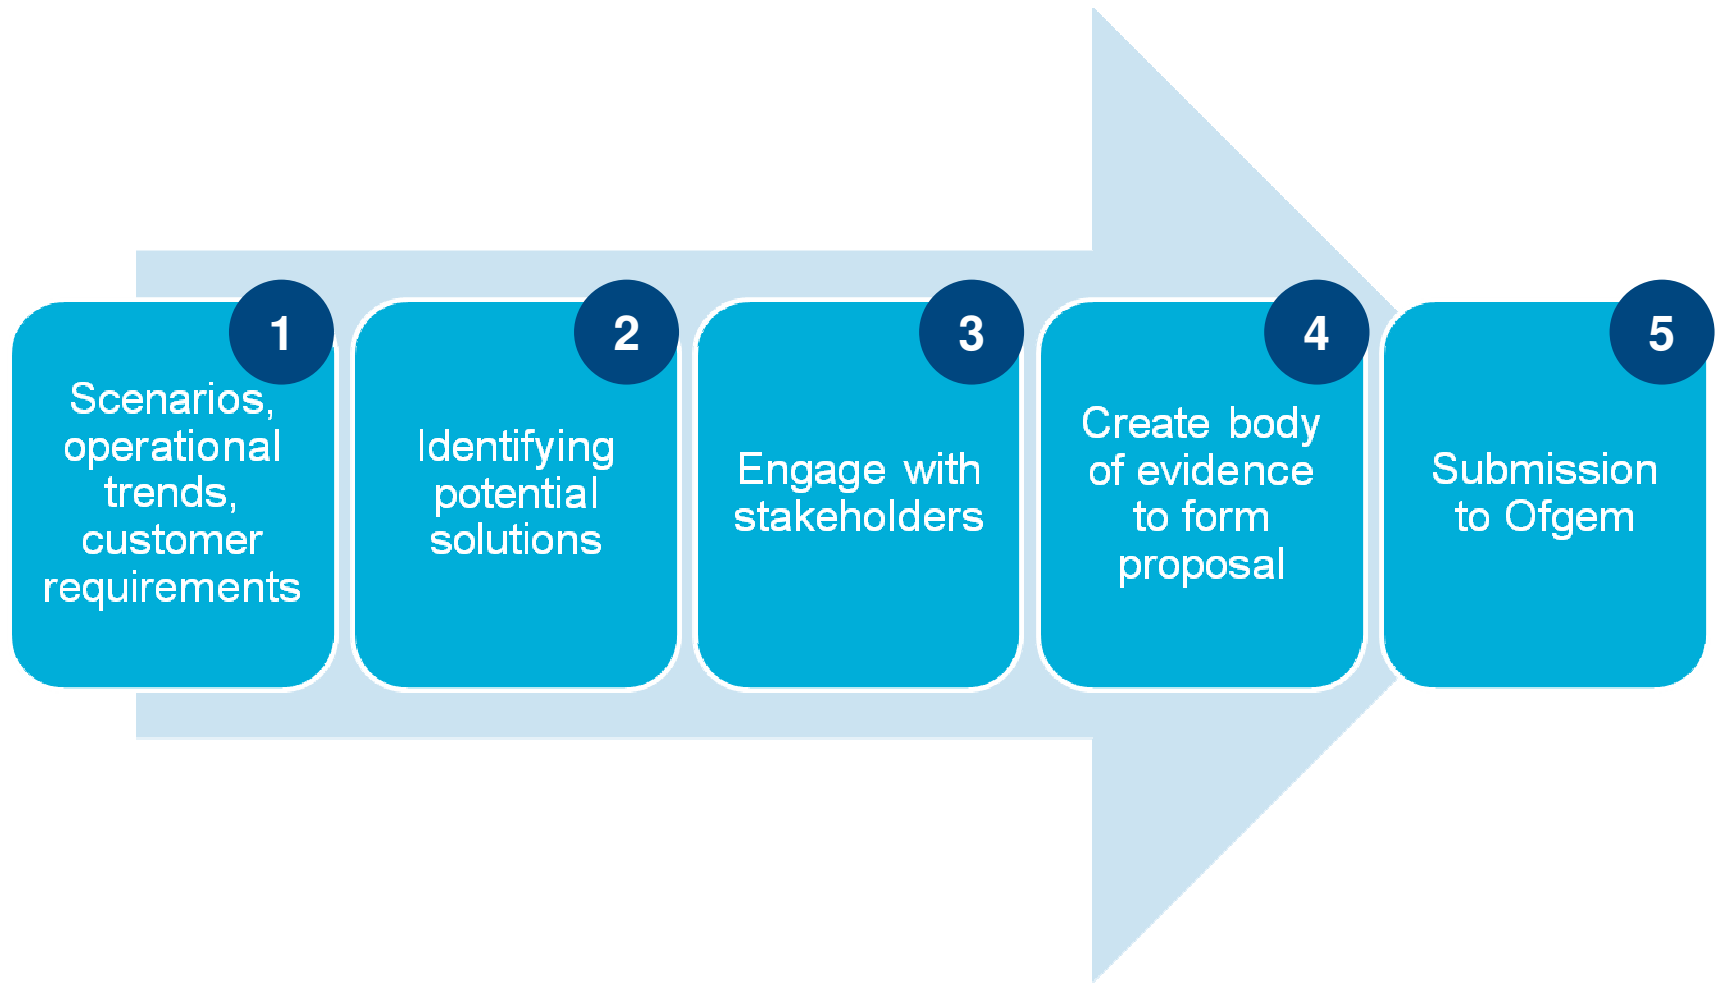 1
Scenarios,
operational
trends,
customer
requirements
2
Identifying
potential
solutions
3
Engage with
stakeholders
4
Create body
of evidence
to form
proposal
5
Submission
to Ofgem